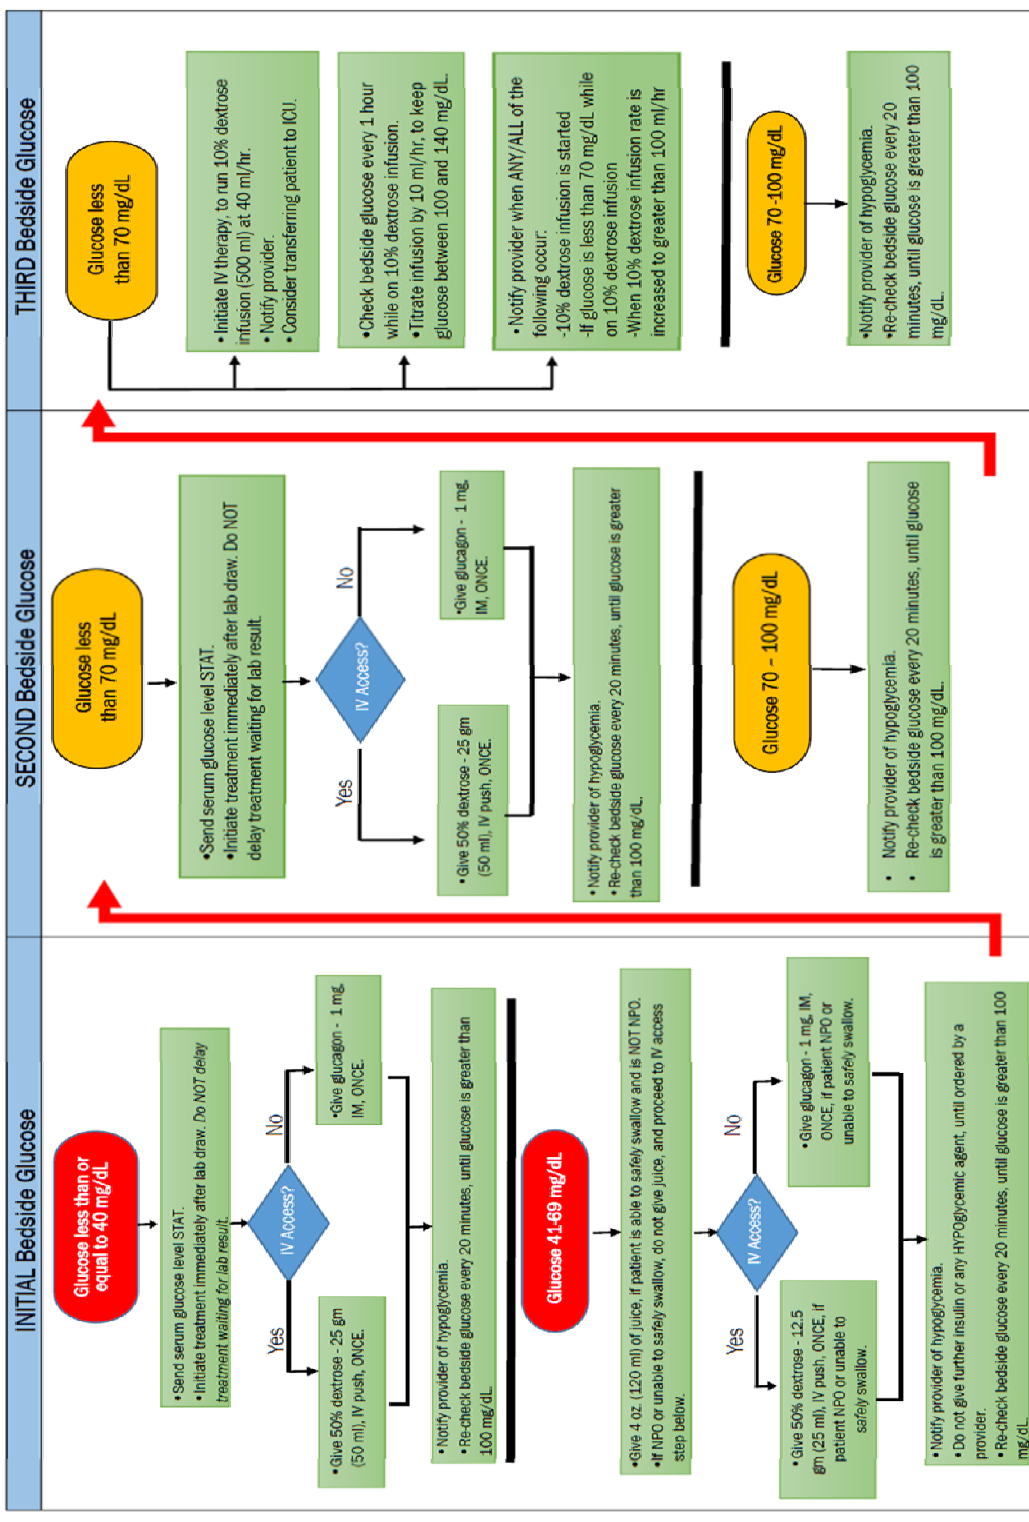 INITIAL Bedside Glucose
Glucose less than or
equal to 40 mg/dL
•Send serum glucose level STAT.
•Initiate treatment immediately after lab draw. Do NOT delay
treatment waiting for lab result.
IV Access?
Yes
No
•Give 50% dextrose - 25 gm
(50 ml), IV push, ONCE.
•Give glucagon - 1 mg,
IM, ONCE.
•Notify provider of hypoglycemia.
•Re-check bedside glucose every 20 minutes, until glucose is greater than
100 mg/dL.
Glucose 41-69 mg/dL
•Give 4 oz. (120 ml) of juice, if patient is able to safely swallow and is NOT NPO.
•If NPO or unable to safely swallow, do not give juice, and proceed to IV access
step below.
IV Access?
Yes
No
•Give 50% dextrose - 12.5
gm (25 ml), IV push, ONCE, if
patient NPO or unable to
safely swallow.
•Give glucagon - 1 mg, IM,
ONCE, if patient NPO or
unable to safely swallow.
•Notify provider of hypoglycemia.
•Do not give further insulin or any HYPOglycemic agent, until ordered by a
provider.
•Re-check bedside glucose every 20 minutes, until glucose is greater than 100
mg/dL.
SECOND Bedside Glucose
Glucose less
than 70 mg/dL
•Send serum glucose level STAT.
•Initiate treatment immediately after lab draw. Do NOT
delay treatment waiting for lab result.
IV Access?
Yes
No
•Give 50% dextrose - 25 gm
(50 ml), IV push, ONCE.
•Give glucagon - 1 mg,
IM, ONCE.
•Notify provider of hypoglycemia.
•Re-check bedside glucose every 20 minutes, until glucose is greater
than 100 mg/dL.
Glucose 70 – 100 mg/dL
• Notify provider of hypoglycemia.
• Re-check bedside glucose every 20 minutes, until glucose
is greater than 100 mg/dL.
THIRD Bedside Glucose
Glucose less
than 70 mg/dL
•Initiate IV therapy, to run 10% dextrose
infusion (500 ml) at 40 ml/hr.
•Notify provider.
•Consider transferring patient to ICU.
•Check bedside glucose every 1 hour
while on 10% dextrose infusion.
•Titrate infusion by 10 ml/hr, to keep
glucose between 100 and 140 mg/dL.
•Notify provider when ANY/ALL of the
following occur:
-10% dextrose infusion is started
-If glucose is less than 70 mg/dL while
on 10% dextrose infusion
-When 10% dextrose infusion rate is
increased to greater than 100 ml/hr
Glucose 70 -100 mg/dL
•Notify provider of hypoglycemia.
•Re-check bedside glucose every 20
minutes, until glucose is greater than 100
mg/dL.